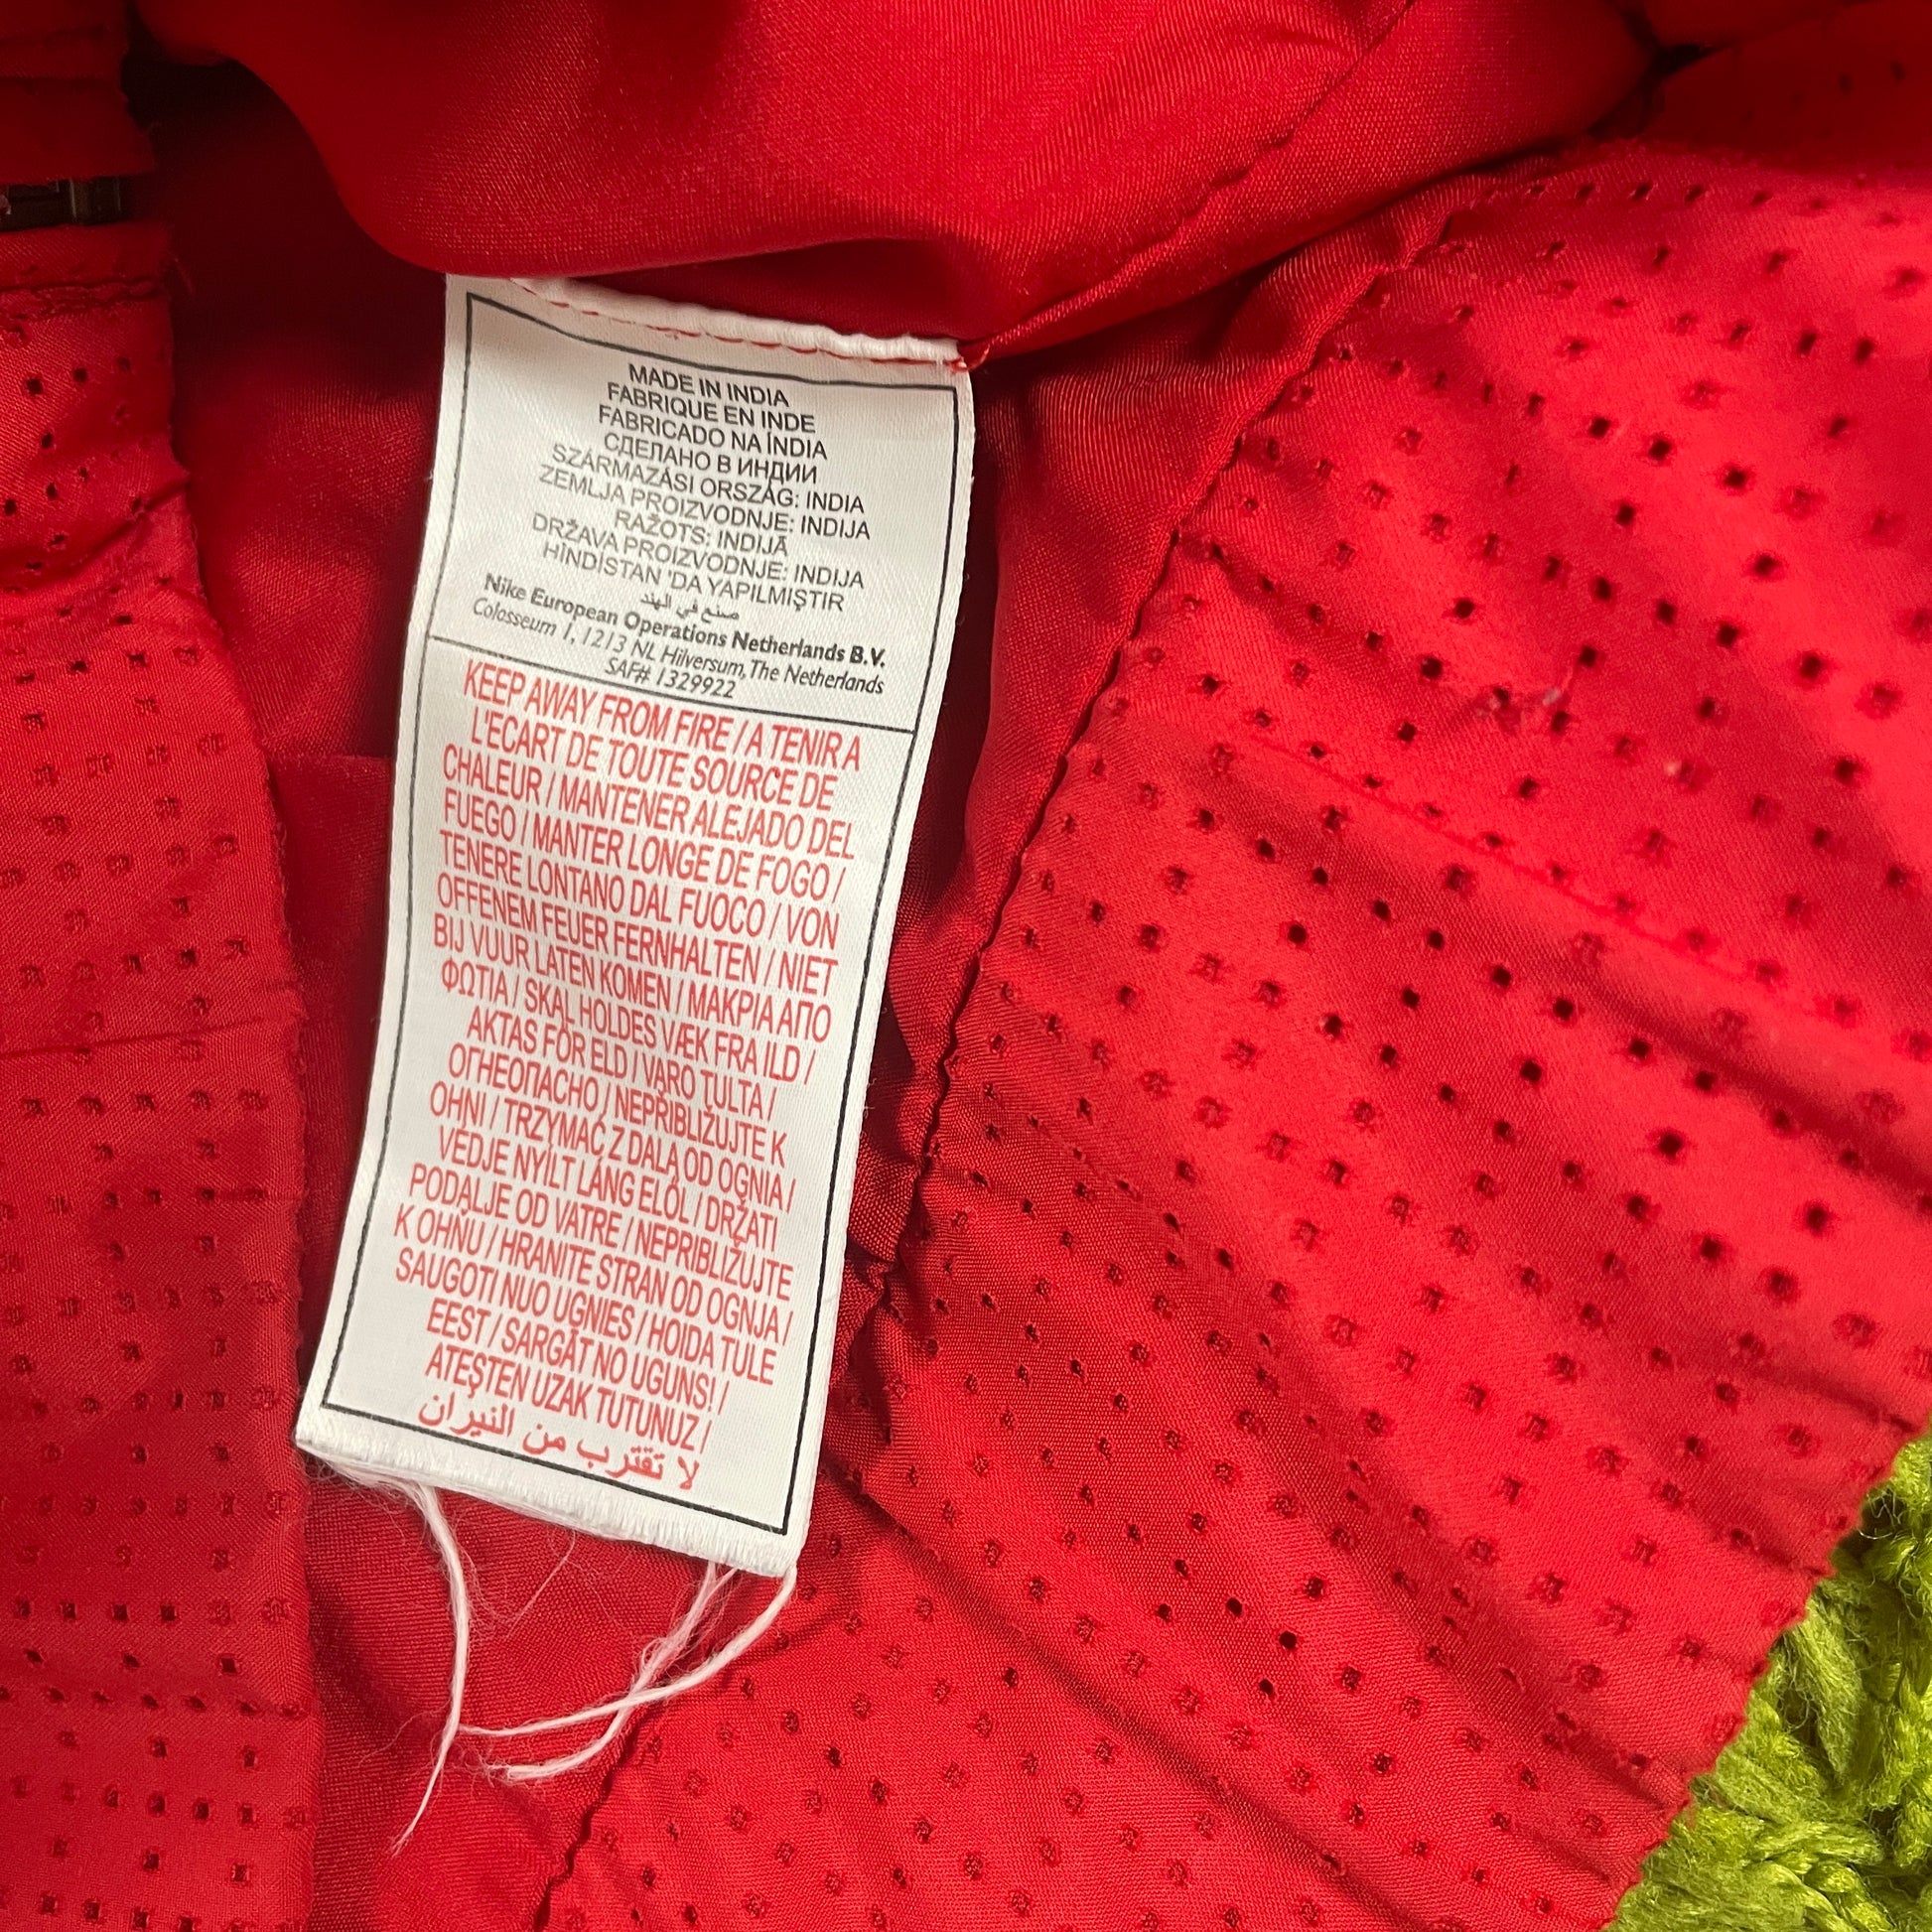 MADE IN INDIA
FABRIQUE EN INDE
FABRICADO NA ÍNDIA
СДЕЛАНО В ИНДИИ
SZÁRMAZÁSI ORSZÁG: INDIA
ZEMLJA PROIZVODNJE: INDIJA
RAŽOTS: INDIJĀ
DRŽAVA PROIZVODNJE: INDIJA
HİNDİSTAN 'DA YAPILMIŞTIR
صنع في الهند
Nike European Operations Netherlands B.V.
Colosseum 1, 1213 NL Hilversum, The Netherlands
SAF# 1329922
KEEP AWAY FROM FIRE / A TENIR A
L'ECART DE TOUTE SOURCE DE
CHALEUR / MANTENER ALEJADO DEL
FUEGO / MANTER LONGE DE FOGO /
TENERE LONTANO DAL FUOCO / VON
OFFENEM FEUER FERNHALTEN / NIET
BIJ VUUR LATEN KOMEN / ΜΑΚΡΙΑ ΑΠΟ
ΦΩΤΙΑ / SKAL HOLDES VÆK FRA ILD /
AKTAS FÖR ELD / VARO TULTA /
ОГНЕОПАСНО / NEPRIBLIŽUJTE K
OHNI / TRZYMAĆ Z DALA OD OGNIA /
VEDJE NYÍLT LÁNG ELŐL / DRŽATI
PODALJE OD VATRE / NEPRIBLIŽUJTE
K OHŇU / HRANITE STRAN OD OGNJA /
SAUGOTI NUO UGNIES / HOIDA TULE
EEST / SARGĀT NO UGUNS! /
ATEŞTEN UZAK TUTUNUZ /
لا تقترب من النيران